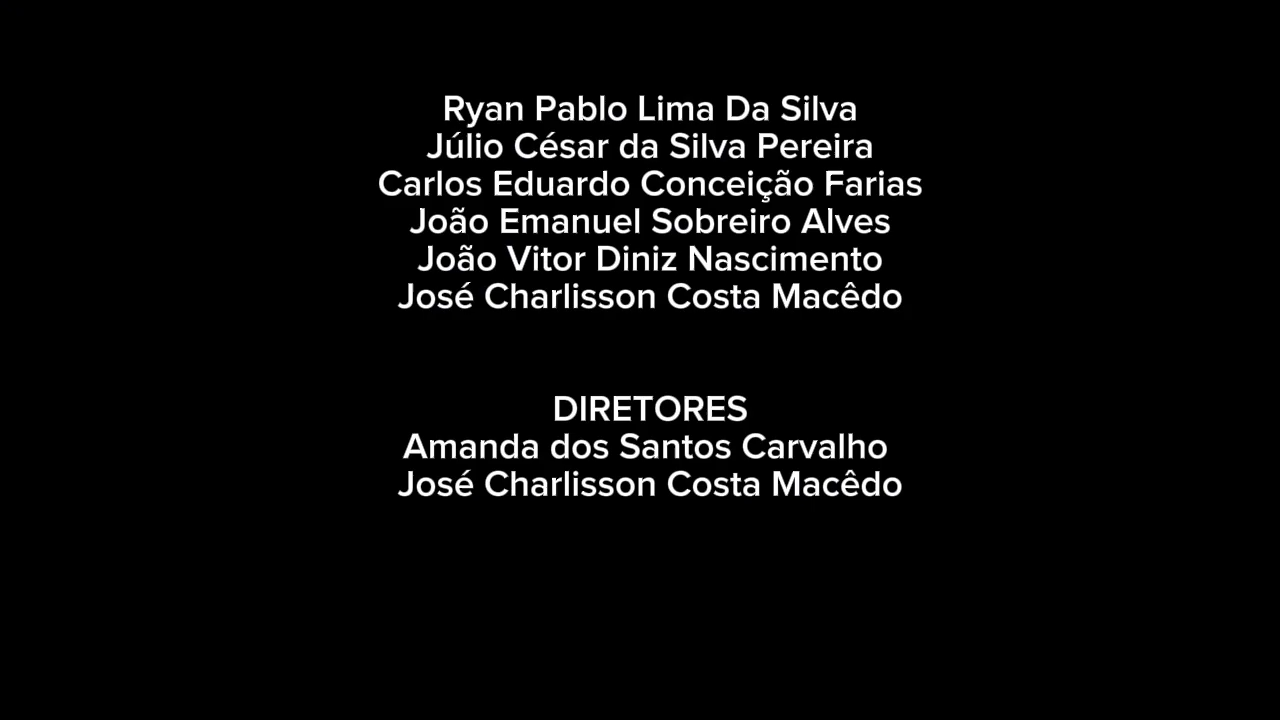 Ryan Pablo Lima Da Silva
Júlio César da Silva Pereira
Carlos Eduardo Conceição Farias
João Emanuel Sobreiro Alves
João Vitor Diniz Nascimento
José Charlisson Costa Macêdo
DIRETORES
Amanda dos Santos Carvalho
José Charlisson Costa Macêdo